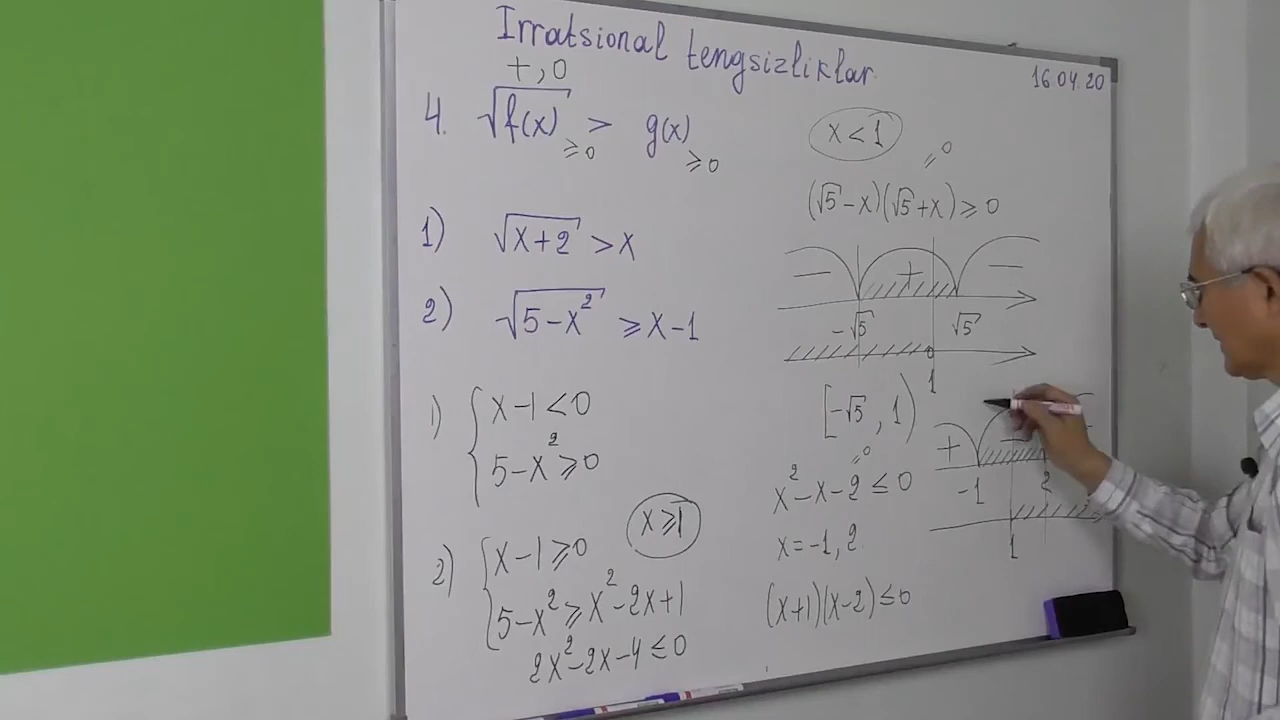 Irratsional tengsizliklar
16 04.20
+, 0
4. √f(x) > g(x)
≥0 ≥0
1) √x+2 > x
2) √5-x² ≥ x-1
1) { x-1<0
5-x²≥0
2) { x-1≥0
x≥1
5-x²≥x²-2x+1
2x²-2x-4≤0
x<1
=0
(√5-x)(√5+x)≥0
- + -
-√5 √5
1
[-√5, 1)
=0
x²-x-2≤0
x=-1, 2
(x+1)(x-2)≤0
+ -
-1 2
1